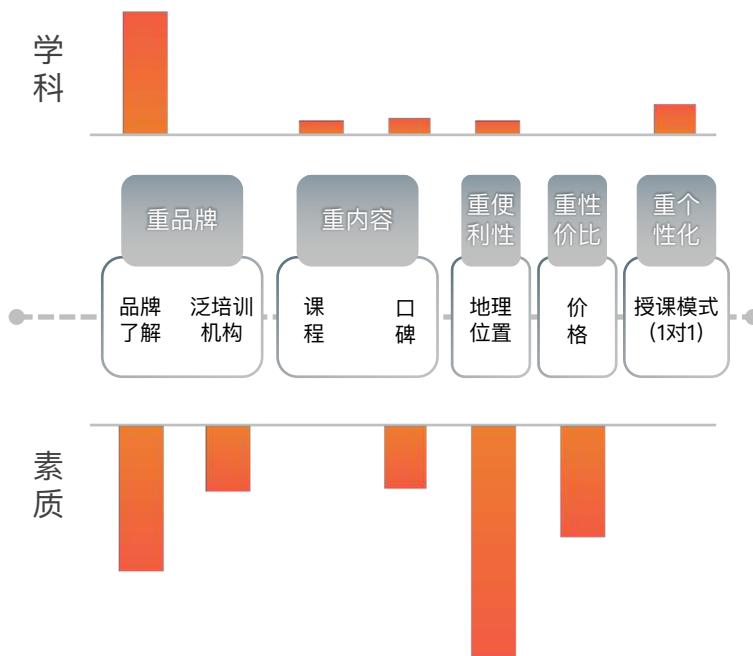 学
科
重品牌
重内容
重便
利性
重性
价比
重个
性化
品牌
了解
泛培训
机构
课
程
口
碑
地理
位置
价
格
授课模式
(1对1)
素
质